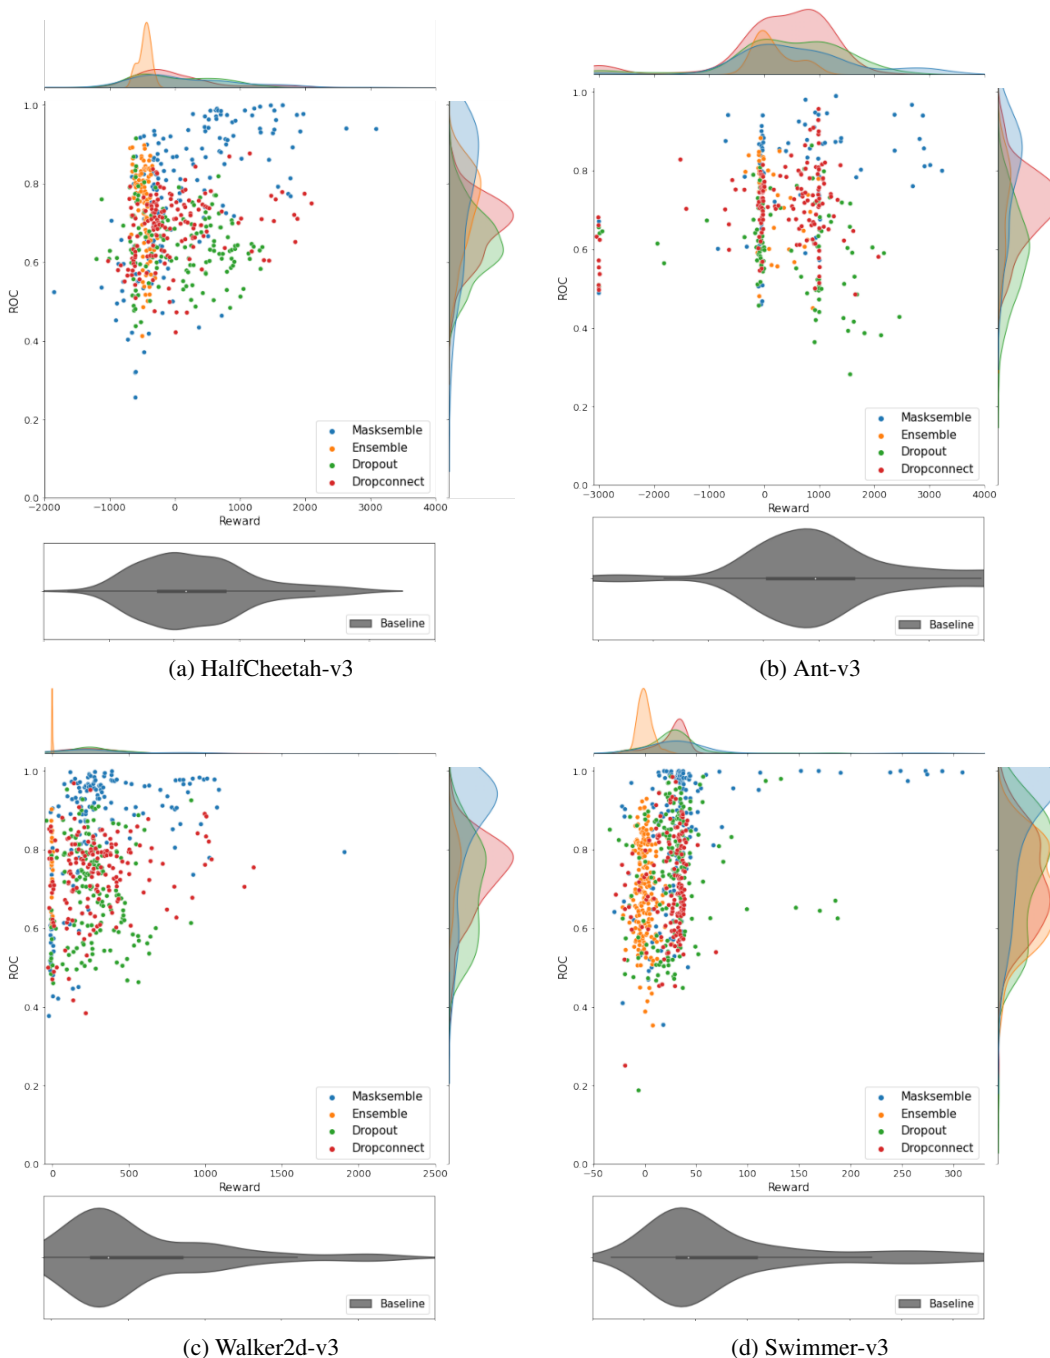 1.0
0.8
0.6
0.4
0.2
0.0
ROC
−2000 −1000 0 1000 2000 3000 4000
Reward
Masksemble
Ensemble
Dropout
Dropconnect
Baseline
(a) HalfCheetah-v3
1.0
0.8
0.6
0.4
0.2
0.0
ROC
−3000 −2000 −1000 0 1000 2000 3000 4000
Reward
Masksemble
Ensemble
Dropout
Dropconnect
Baseline
(b) Ant-v3
1.0
0.8
0.6
0.4
0.2
0.0
ROC
0 500 1000 1500 2000 2500
Reward
Masksemble
Ensemble
Dropout
Dropconnect
Baseline
(c) Walker2d-v3
1.0
0.8
0.6
0.4
0.2
0.0
ROC
−50 0 50 100 150 200 250 300
Reward
Masksemble
Ensemble
Dropout
Dropconnect
Baseline
(d) Swimmer-v3